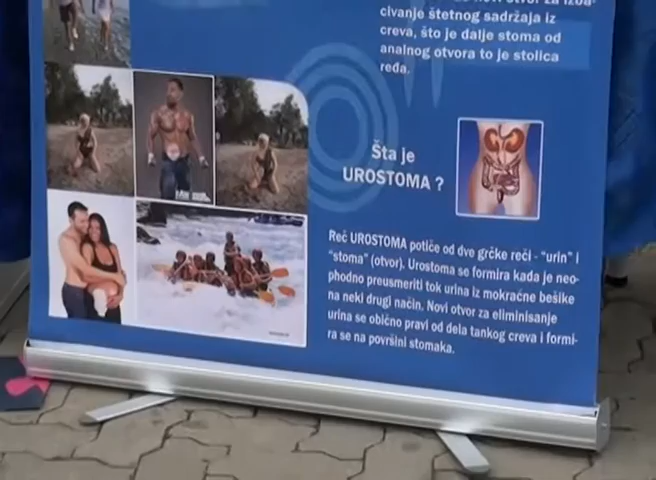 civanje štetnog sadržaja iz
creva, što je dalje stoma od
analnog otvora to je stolica
ređa.
Šta je
UROSTOMA ?
Reč UROSTOMA potiče od dve grčke reči - "urin" i
"stoma" (otvor). Urostoma se formira kada je neo-
phodno preusmeriti tok urina iz mokraćne bešike
na neki drugi način. Novi otvor za eliminisanje
urina se obično pravi od dela tankog creva i formi-
ra se na površini stomaka.